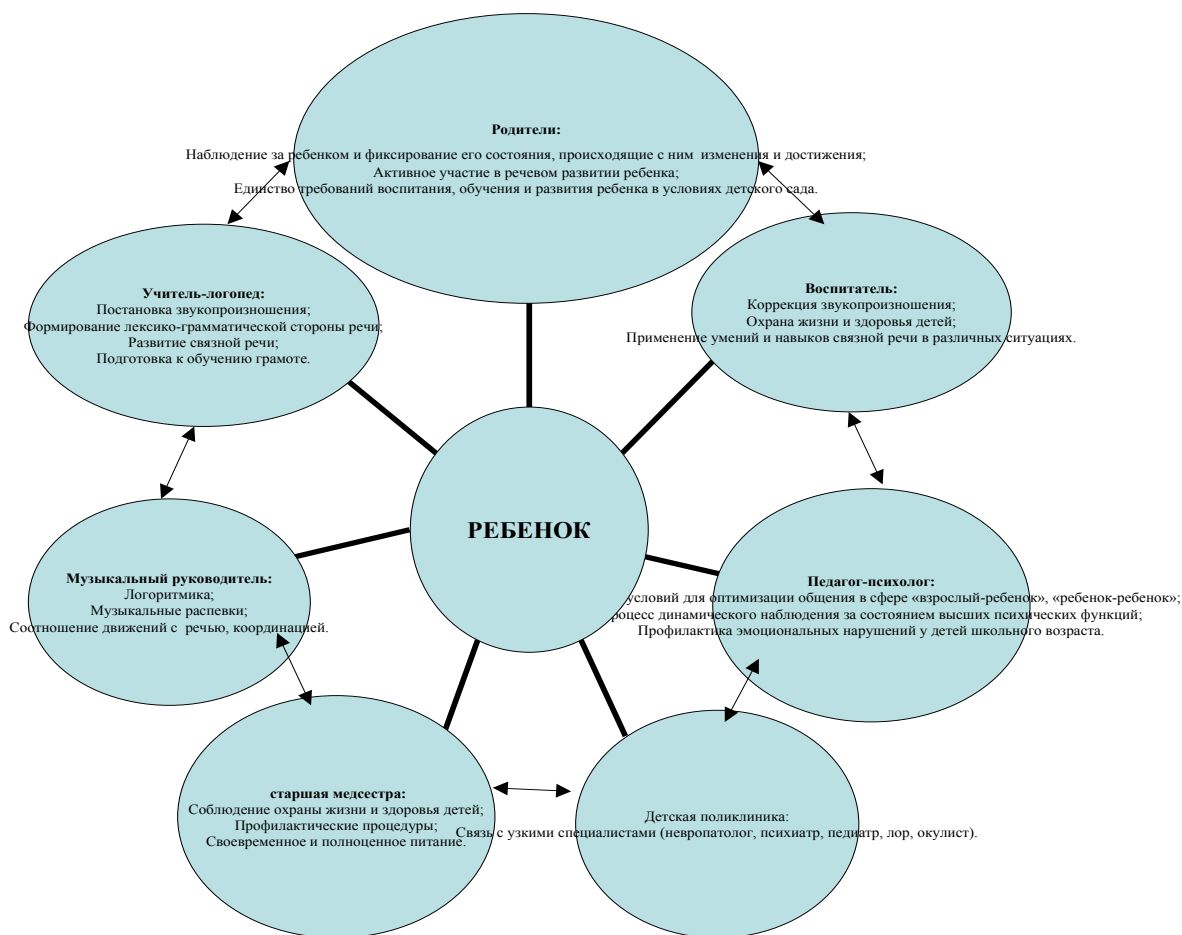 Родители:
Наблюдение за ребенком и фиксирование его состояния, происходящие с ним изменения и достижения;
Активное участие в речевом развитии ребенка;
Единство требований воспитания, обучения и развития ребенка в условиях детского сада.
Учитель-логопед:
Постановка звукопроизношения;
Формирование лексико-грамматической стороны речи;
Развитие связной речи;
Подготовка к обучению грамоте.
Воспитатель:
Коррекция звукопроизношения;
Охрана жизни и здоровья детей;
Применение умений и навыков связной речи в различных ситуациях.
РЕБЕНОК
Музыкальный руководитель:
Логоритмика;
Музыкальные распевки;
Соотношение движений с речью, координацией.
Педагог-психолог:
условий для оптимизации общения в сфере «взрослый-ребенок», «ребенок-ребенок»;
динамического наблюдения за состоянием высших психических функций;
Профилактика эмоциональных нарушений у детей школьного возраста.
старшая медсестра:
Соблюдение охраны жизни и здоровья детей;
Профилактические процедуры;
Своевременное и полноценное питание.
Детская поликлиника:
Связь с узкими специалистами (невропатолог, психиатр, педиатр, лор, окулист).